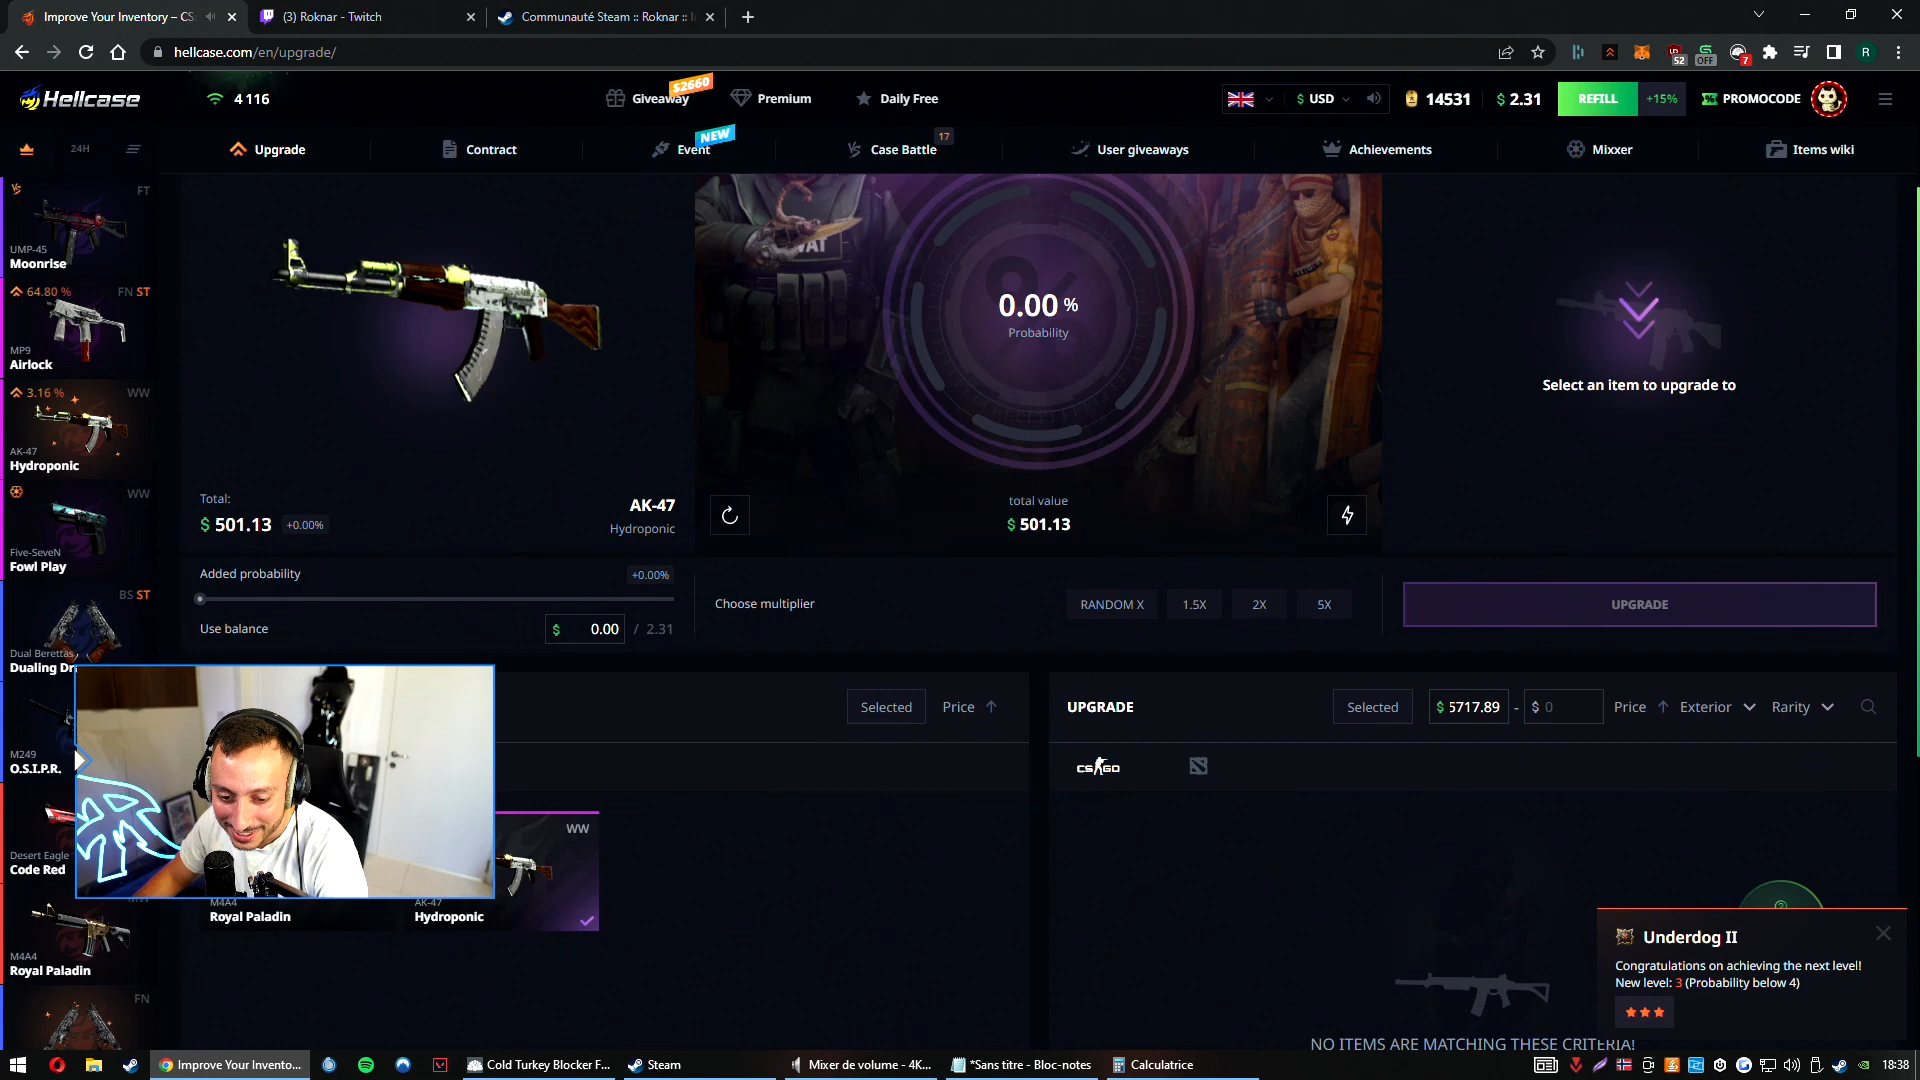 Improve Your Inventory – CS
(3) Roknar - Twitch
Communauté Steam :: Roknar :: I
hellcase.com/en/upgrade/
52
OFF
7
R
Hellcase
4 116
Giveaway
$2660
Premium
Daily Free
$ USD
14531
$ 2.31
REFILL
+15%
PROMOCODE
24H
Upgrade
Contract
Event
NEW
Case Battle
17
User giveaways
Achievements
Mixxer
Items wiki
FT
UMP-45
Moonrise
64.80 %
FN ST
MP9
Airlock
3.16 %
WW
AK-47
Hydroponic
WW
Five-SeveN
Fowl Play
BS ST
Dual Berettas
Dualing Dr
M249
O.S.I.P.R.
Desert Eagle
Code Red
M4A4
Royal Paladin
FN
Total:
$ 501.13
+0.00%
AK-47
Hydroponic
0.00 %
Probability
total value
$ 501.13
Select an item to upgrade to
Added probability
+0.00%
Use balance
$ 0.00 / 2.31
Choose multiplier
RANDOM X
1.5X
2X
5X
UPGRADE
Selected
Price
UPGRADE
Selected
$ 5717.89 - $ 0
Price
Exterior
Rarity
CS GO
M4A4
Royal Paladin
WW
AK-47
Hydroponic
NO ITEMS ARE MATCHING THESE CRITERIA!
Underdog II
Congratulations on achieving the next level!
New level: 3 (Probability below 4)
Improve Your Invento...
Cold Turkey Blocker F...
Steam
Mixer de volume - 4K...
*Sans titre - Bloc-notes
Calculatrice
18:38